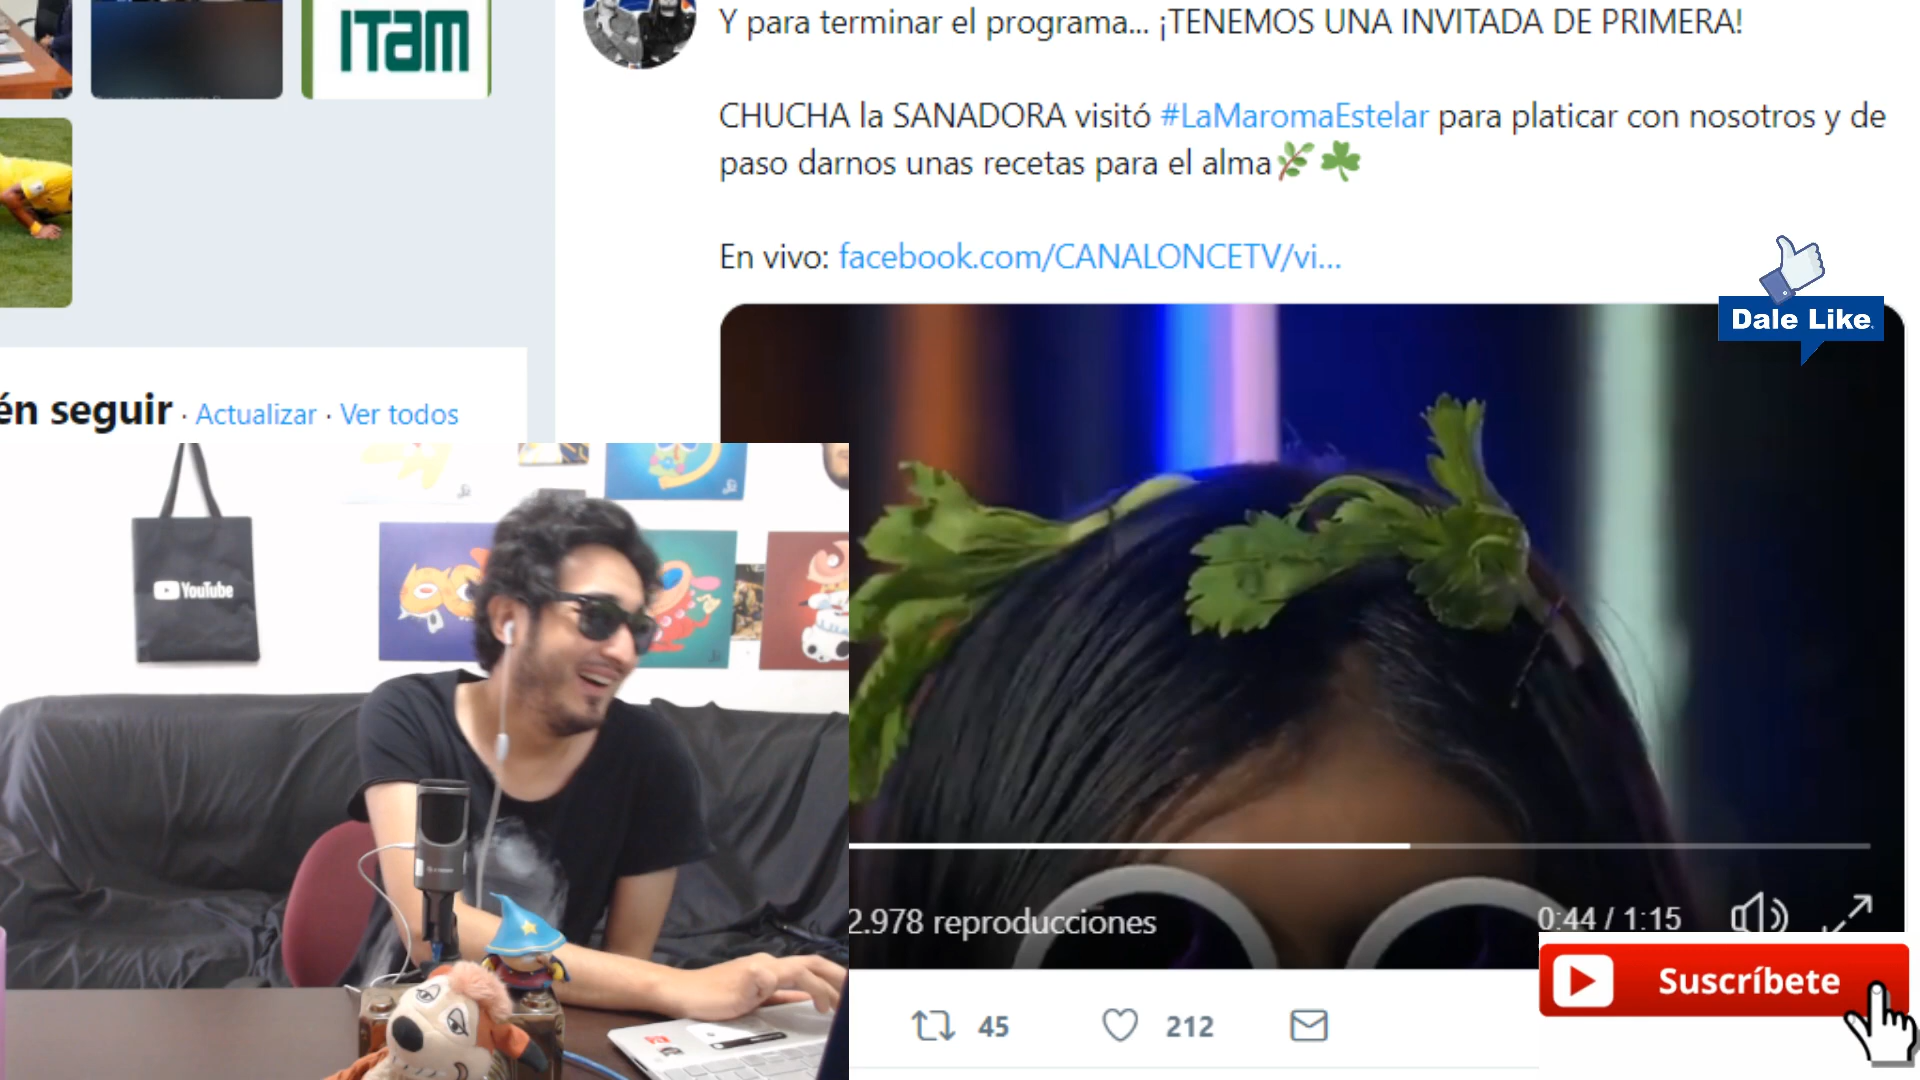 ITAM
Y para terminar el programa... ¡TENEMOS UNA INVITADA DE PRIMERA!
CHUCHA la SANADORA visitó #LaMaromaEstelar para platicar con nosotros y de
paso darnos unas recetas para el alma
En vivo: facebook.com/CANALONCETV/vi...
Dale Like
én seguir · Actualizar · Ver todos
YouTube
2.978 reproducciones
0:44 / 1:15
Suscríbete
45
212